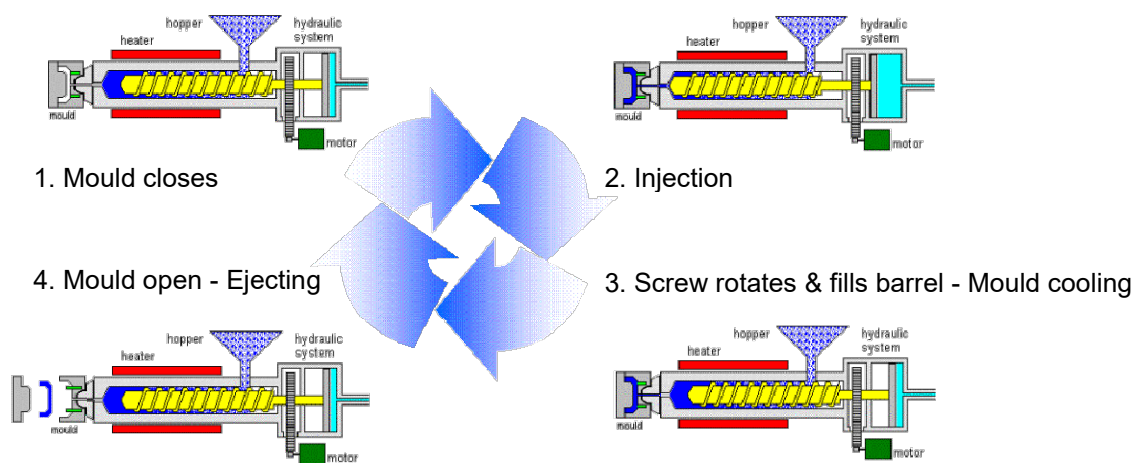 hopper
hydraulic
system
heater
mould
motor
1. Mould closes
hopper
hydraulic
system
heater
mould
motor
2. Injection
4. Mould open - Ejecting
hopper
hydraulic
system
heater
mould
motor
3. Screw rotates & fills barrel - Mould cooling
hopper
hydraulic
system
heater
mould
motor